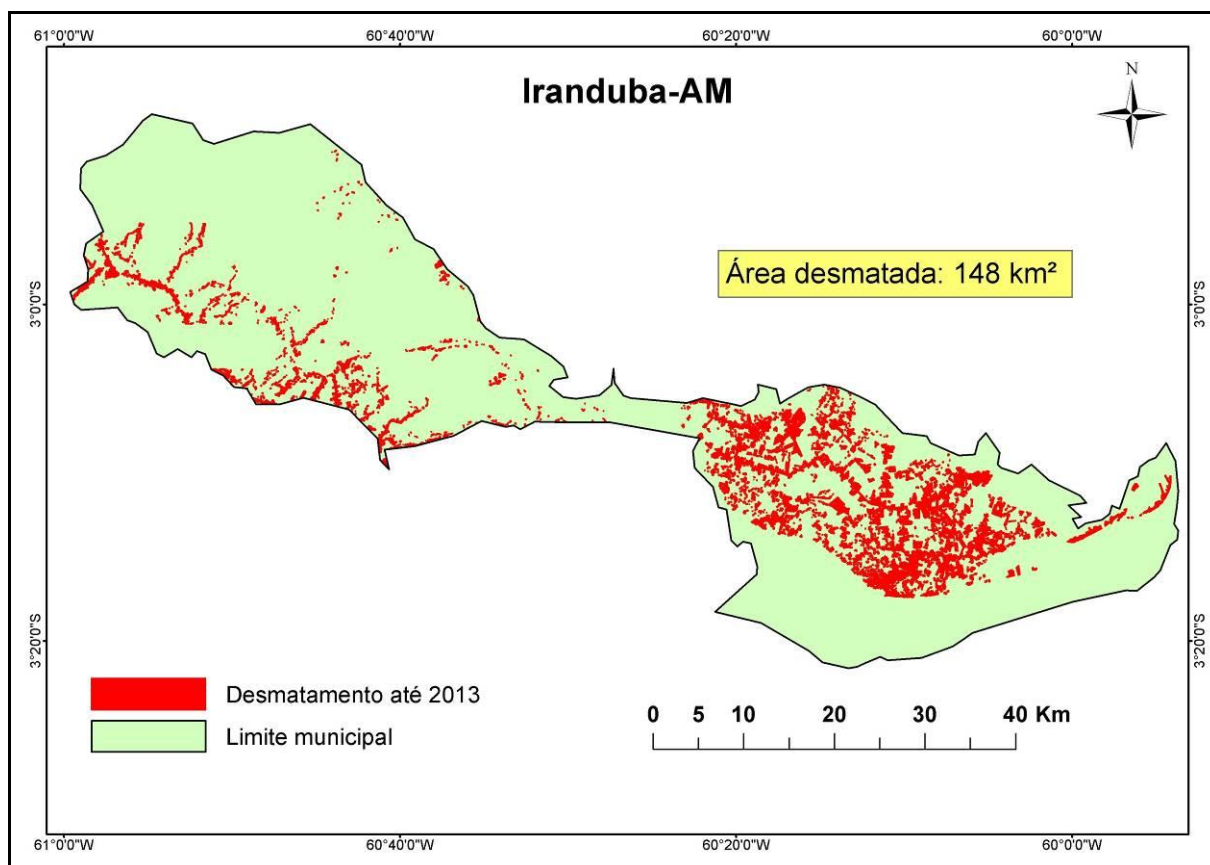 61°0'0"W 60°40'0"W 60°20'0"W 60°0'0"W
Iranduba-AM
N
Área desmatada: 148 km²
3°0'0"S 3°0'0"S
3°20'0"S 3°20'0"S
Desmatamento até 2013
Limite municipal
0 5 10 20 30 40 Km
61°0'0"W 60°40'0"W 60°20'0"W 60°0'0"W